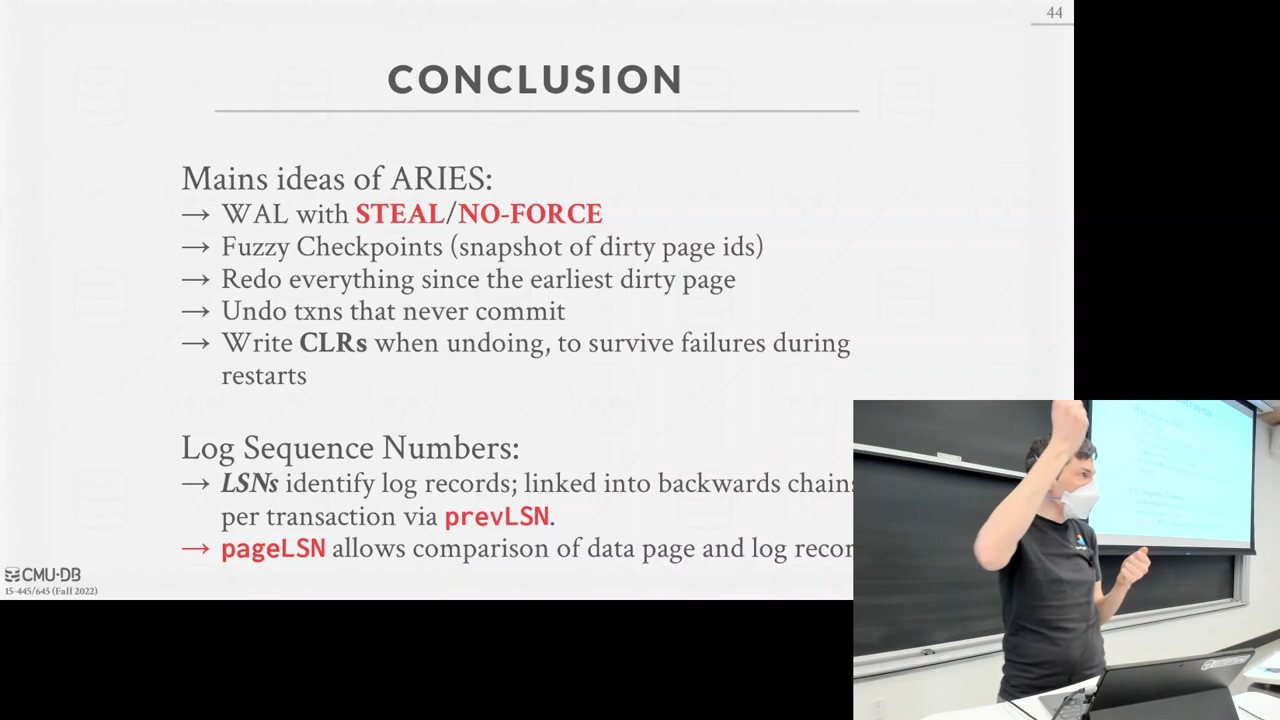 44
CONCLUSION
Mains ideas of ARIES:
→ WAL with STEAL/NO-FORCE
→ Fuzzy Checkpoints (snapshot of dirty page ids)
→ Redo everything since the earliest dirty page
→ Undo txns that never commit
→ Write CLRs when undoing, to survive failures during
restarts
Log Sequence Numbers:
→ LSNs identify log records; linked into backwards chains
per transaction via prevLSN.
→ pageLSN allows comparison of data page and log recor
CMU·DB
15-445/645 (Fall 2022)